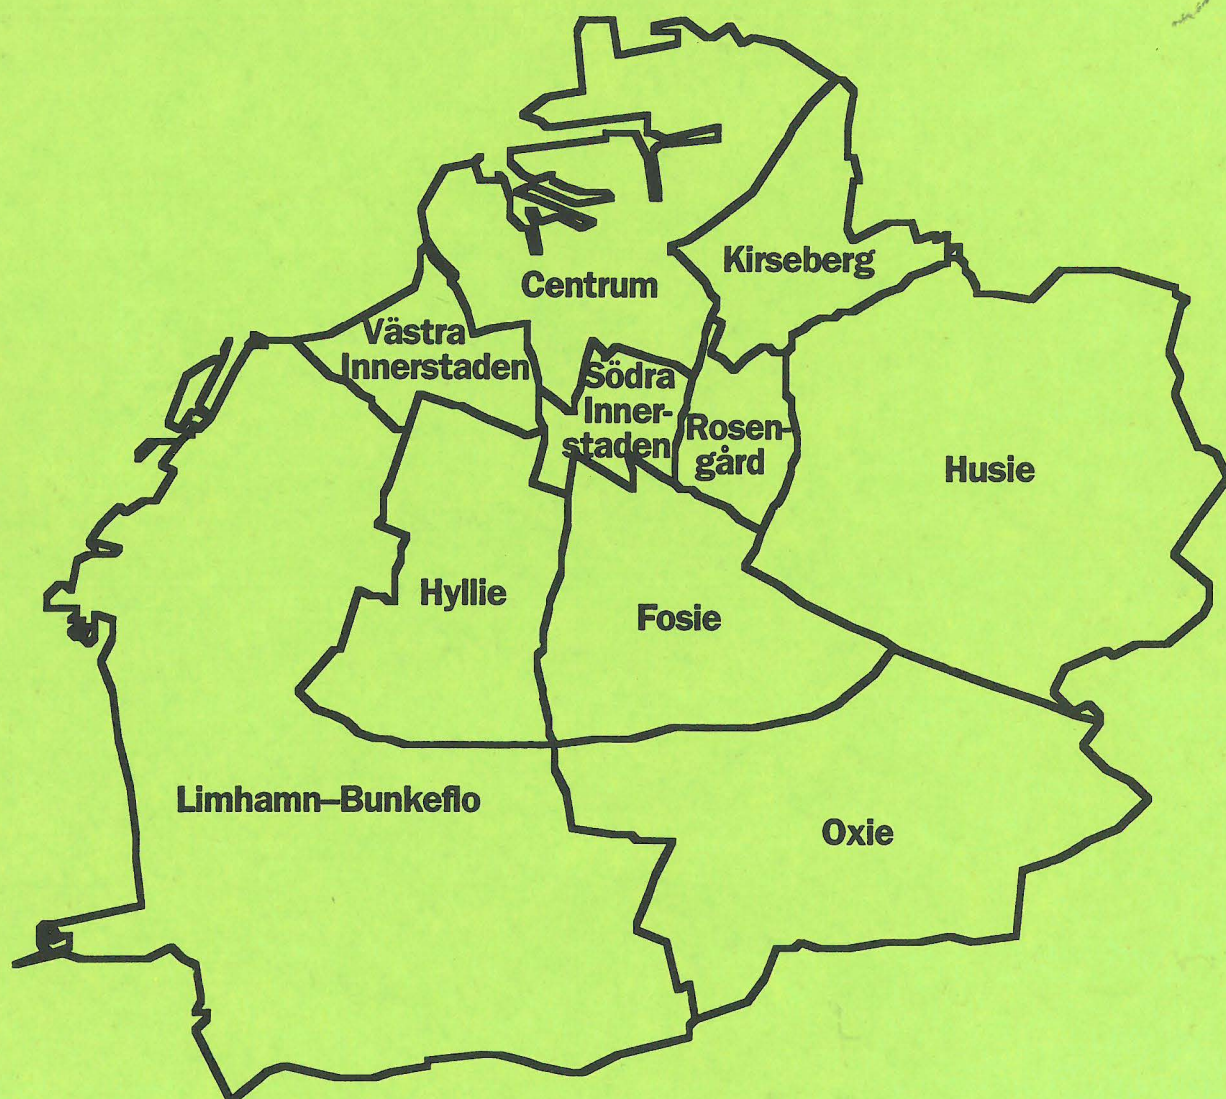 Kirseberg
Centrum
Västra
Innerstaden
Södra
Inner-
staden
Rosen-
gård
Husie
Hyllie
Fosie
Limhamn–Bunkeflo
Oxie